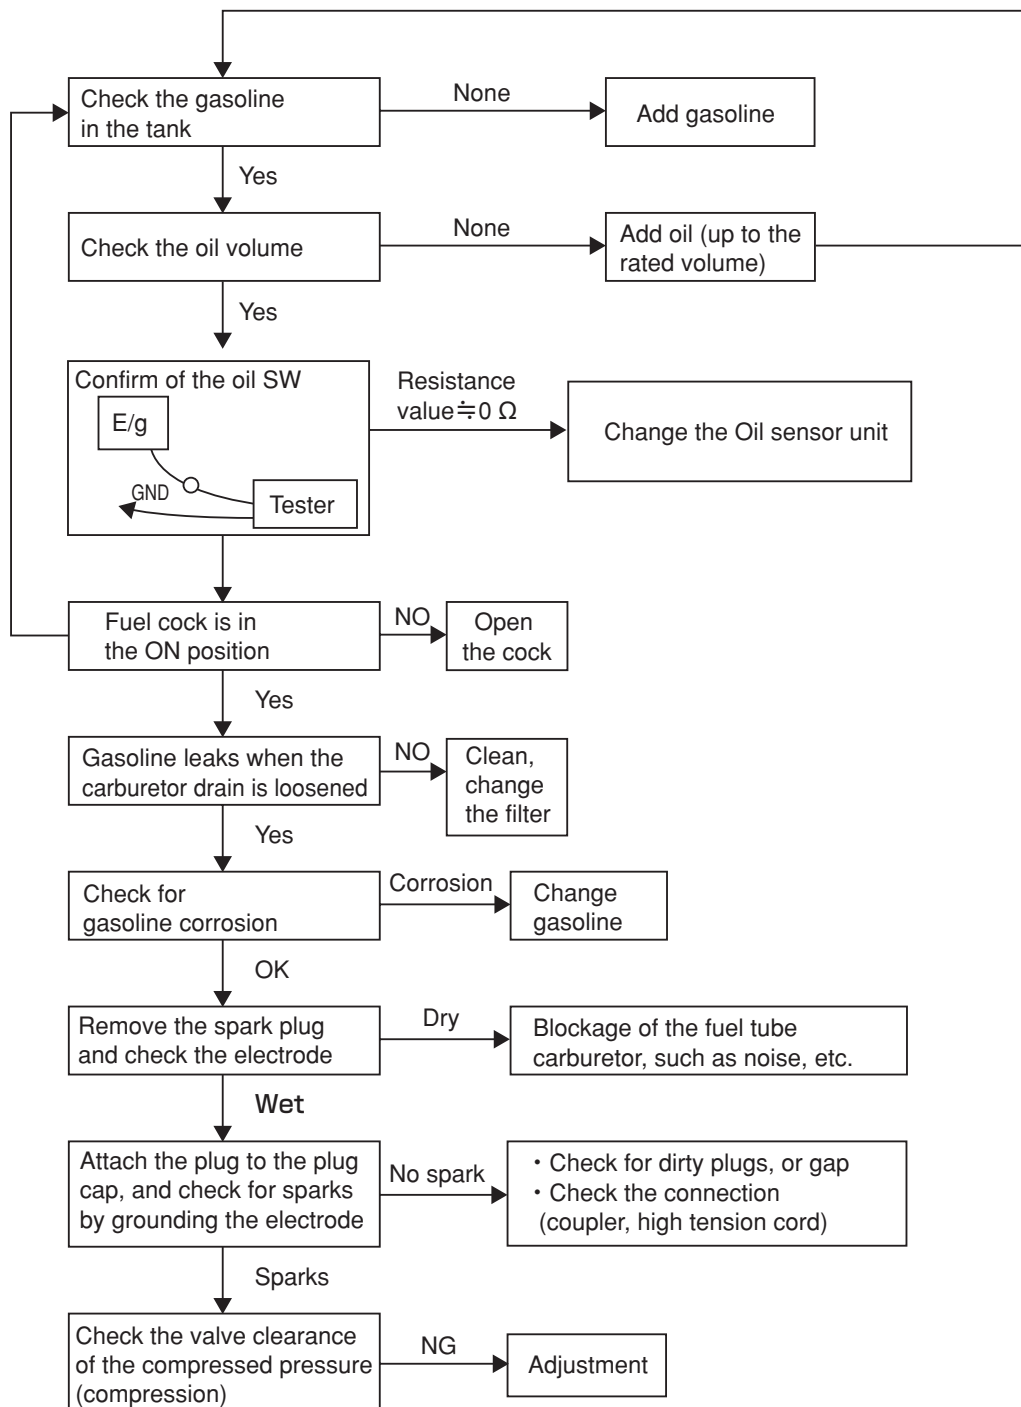 Check the gasoline
in the tank
None
Add gasoline
Yes
Check the oil volume
None
Add oil (up to the
rated volume)
Yes
Confirm of the oil SW
E/g
GND
Tester
Resistance
value≒0 Ω
Change the Oil sensor unit
Fuel cock is in
the ON position
NO
Open
the cock
Yes
Gasoline leaks when the
carburetor drain is loosened
NO
Clean,
change
the filter
Yes
Check for
gasoline corrosion
Corrosion
Change
gasoline
OK
Remove the spark plug
and check the electrode
Dry
Blockage of the fuel tube
carburetor, such as noise, etc.
Wet
Attach the plug to the plug
cap, and check for sparks
by grounding the electrode
No spark
・Check for dirty plugs, or gap
・Check the connection
(coupler, high tension cord)
Sparks
Check the valve clearance
of the compressed pressure
(compression)
NG
Adjustment